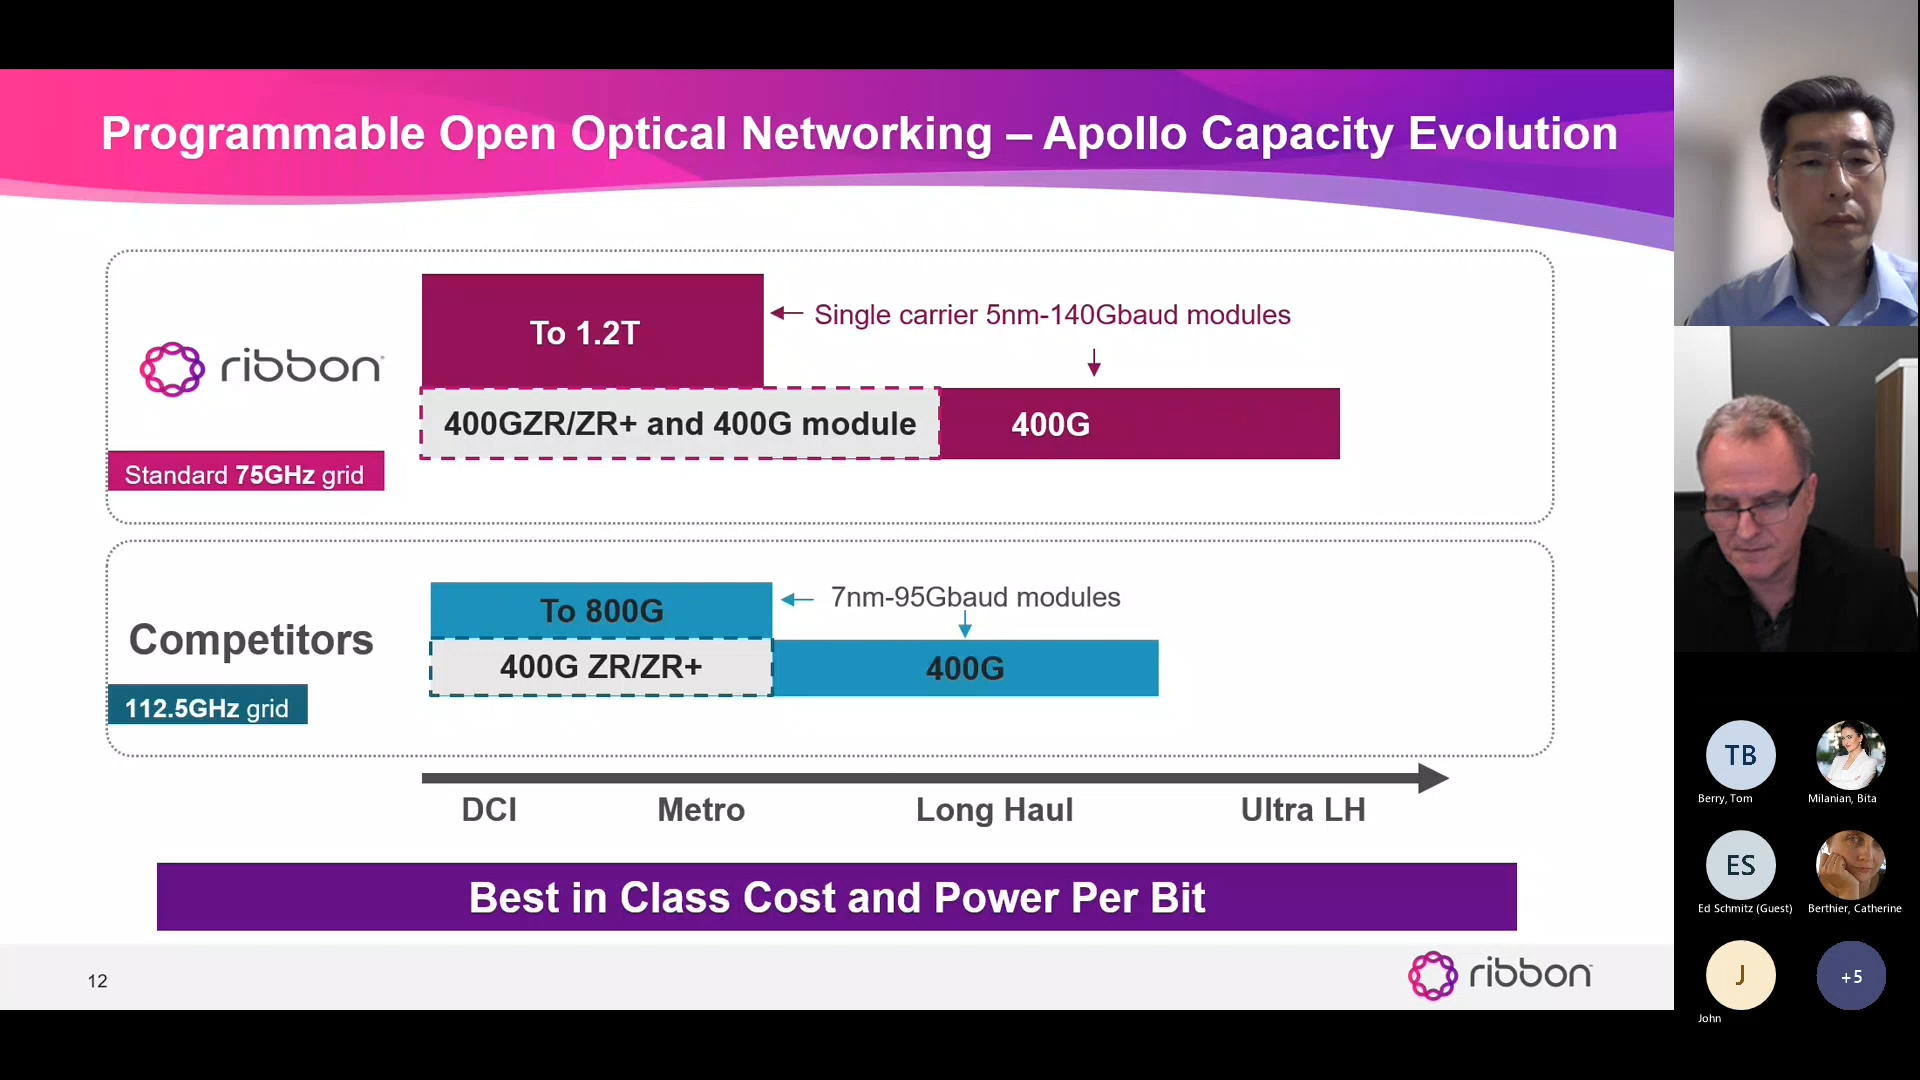 Programmable Open Optical Networking – Apollo Capacity Evolution
To 1.2T
Single carrier 5nm-140Gbaud modules
ribbon
400GZR/ZR+ and 400G module
400G
Standard 75GHz grid
To 800G
7nm-95Gbaud modules
Competitors
400G ZR/ZR+
400G
112.5GHz grid
DCI
Metro
Long Haul
Ultra LH
Best in Class Cost and Power Per Bit
12
ribbon
TB
Berry, Tom
Milanian, Bita
ES
Ed Schmitz (Guest)
Berthier, Catherine
J
John
+5